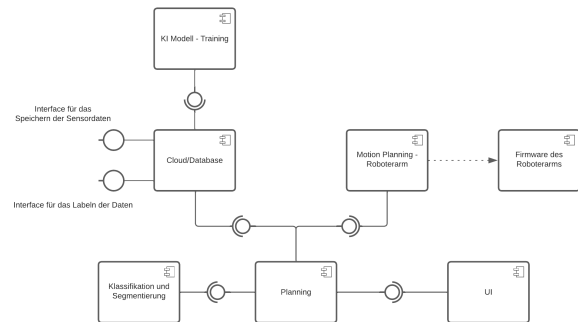 KI Modell - Training
Interface für das
Speichern der Sensordaten
Cloud/Database
Motion Planning -
Roboterarm
Firmware des
Roboterarms
Interface für das Labeln der Daten
Klassifikation und
Segmentierung
Planning
UI